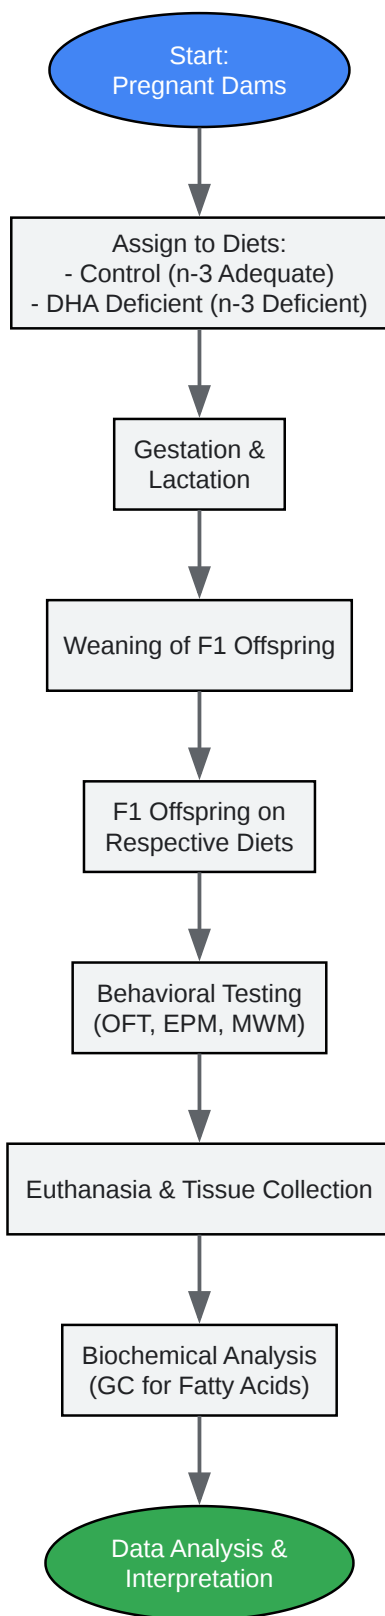 Start:
Pregnant Dams
Assign to Diets:
- Control (n-3 Adequate)
- DHA Deficient (n-3 Deficient)
Gestation &
Lactation
Weaning of F1 Offspring
F1 Offspring on
Respective Diets
Behavioral Testing
(OFT, EPM, MWM)
Euthanasia & Tissue Collection
Biochemical Analysis
(GC for Fatty Acids)
Data Analysis &
Interpretation